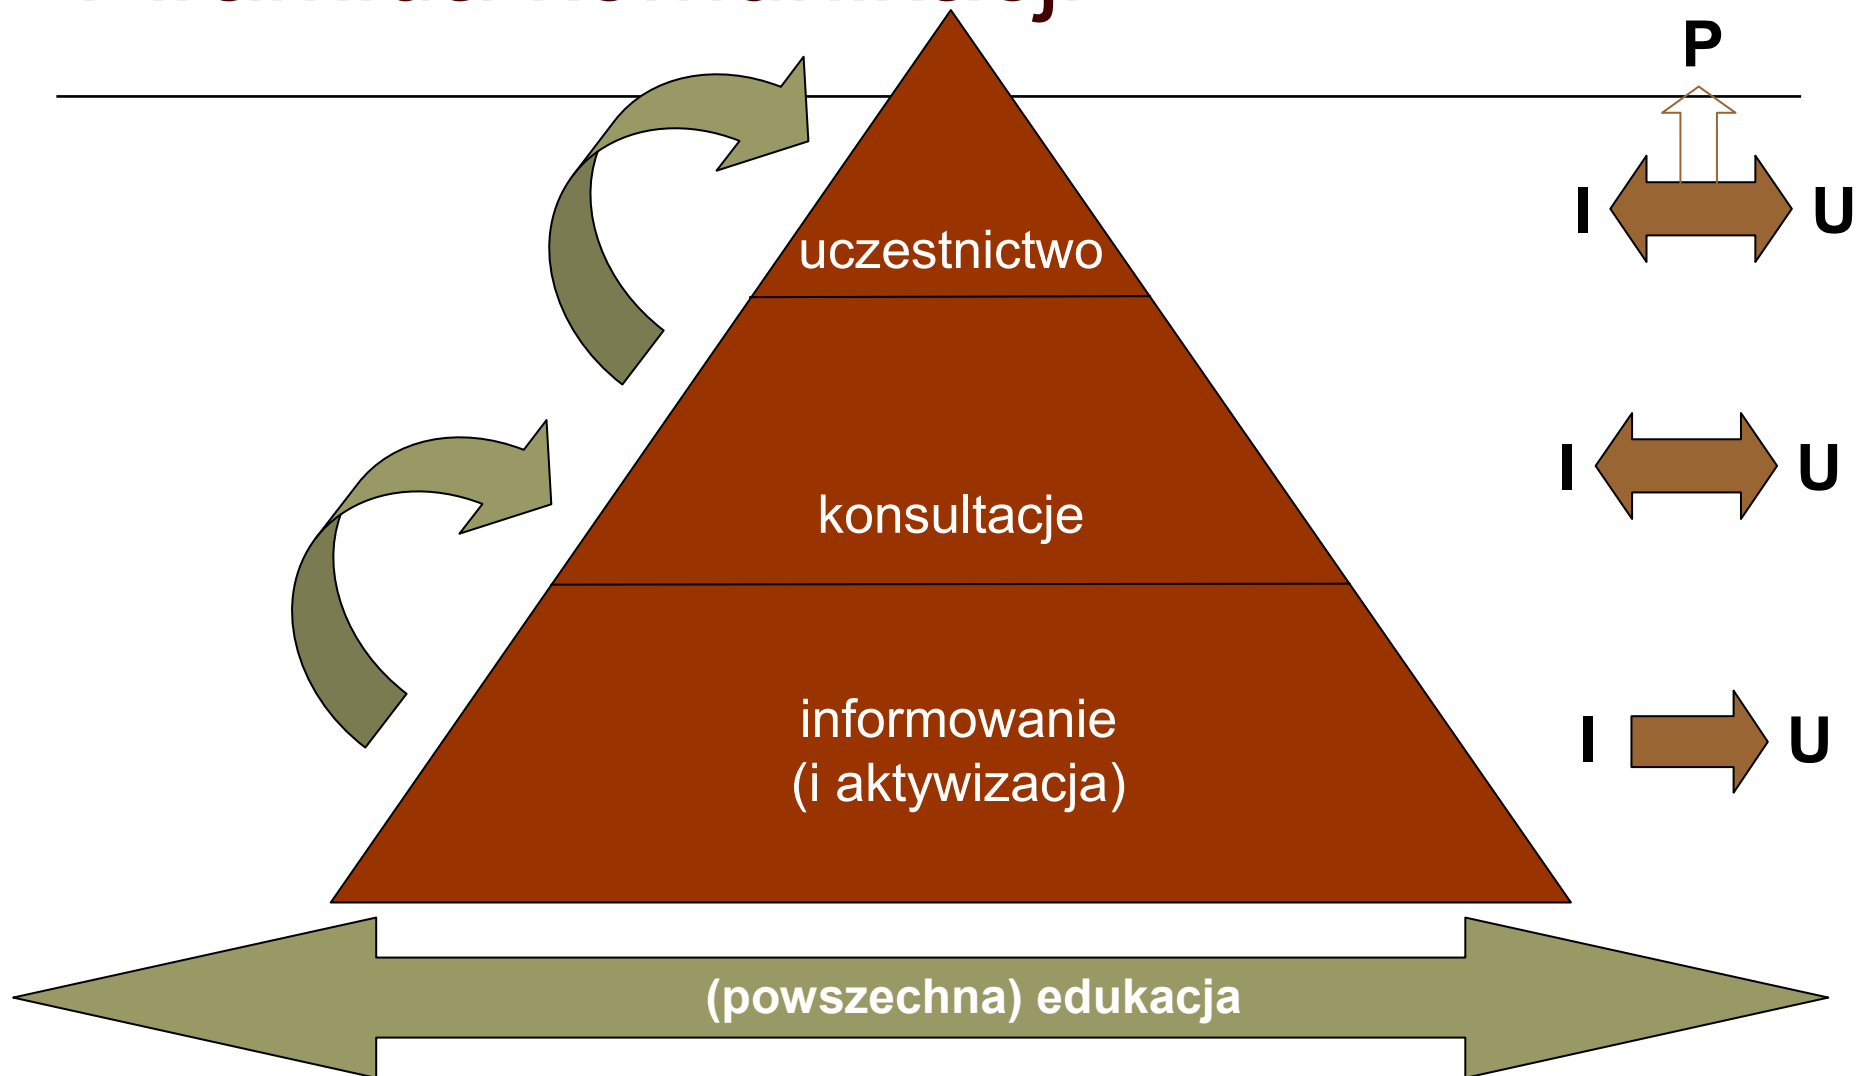 P
I U
uczestnictwo
I U
konsultacje
informowanie
(i aktywizacja)
I U
(powszechna) edukacja